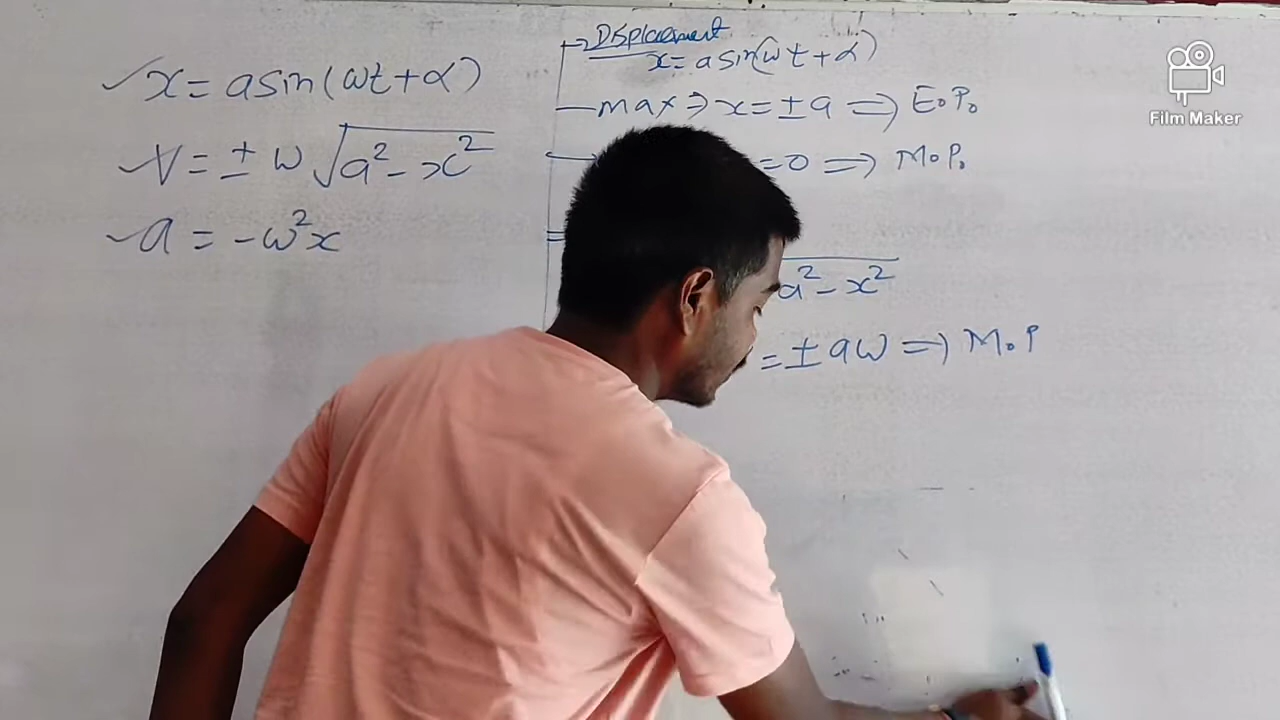 x = a sin(ωt + α)
V = ± ω √a² - x²
a = -ω²x
Displacement
x = a sin(ωt + α)
max ⇒ x = ± a ⇒ E.P.
= 0 ⇒ M.P.
a² - x²
= ± aω ⇒ M.P
Film Maker